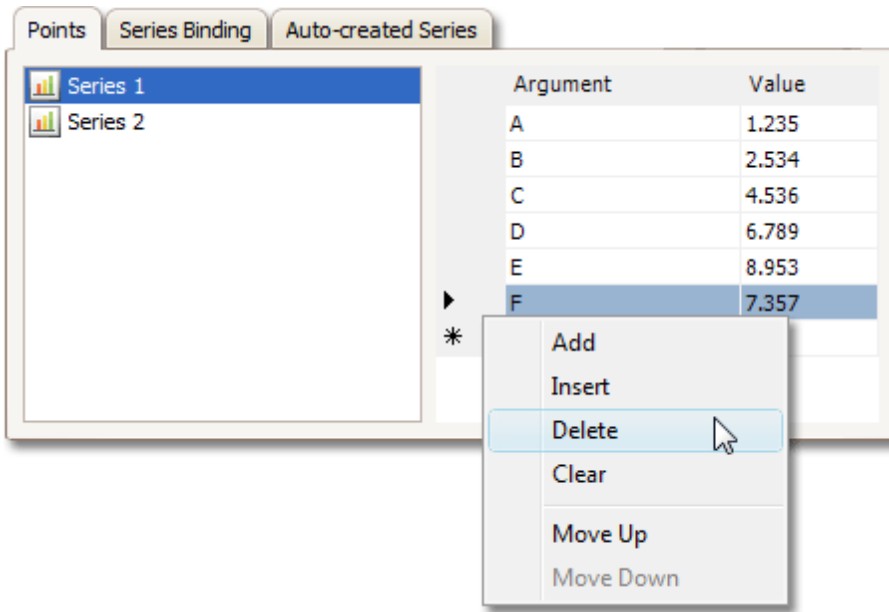 Points Series Binding Auto-created Series
Series 1
Series 2
Argument Value
A 1.235
B 2.534
C 4.536
D 6.789
E 8.953
F 7.357
Add
Insert
Delete
Clear
Move Up
Move Down